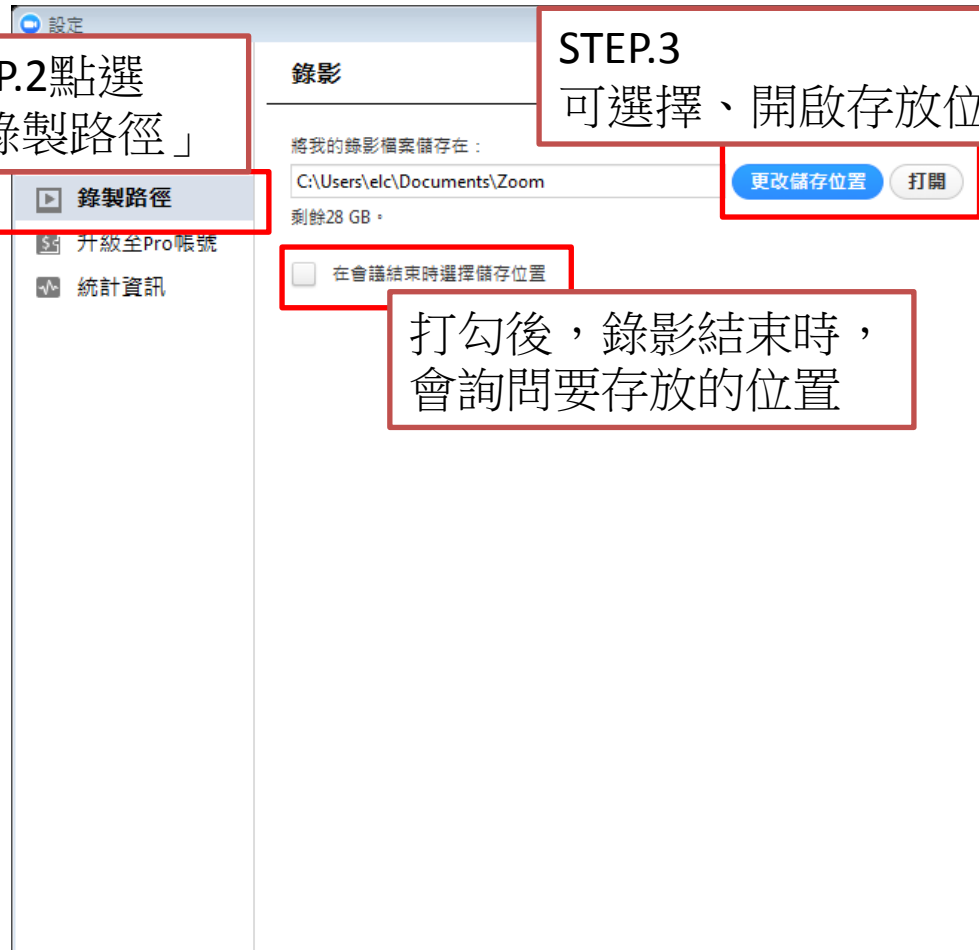 設定
P.2點選
錄製路徑」
STEP.3
可選擇、開啟存放位
錄影
將我的錄影檔案儲存在：
C:\Users\elc\Documents\Zoom
更改儲存位置
打開
剩餘28 GB。
錄製路徑
升級至Pro帳號
統計資訊
在會議結束時選擇儲存位置
打勾後，錄影結束時，
會詢問要存放的位置